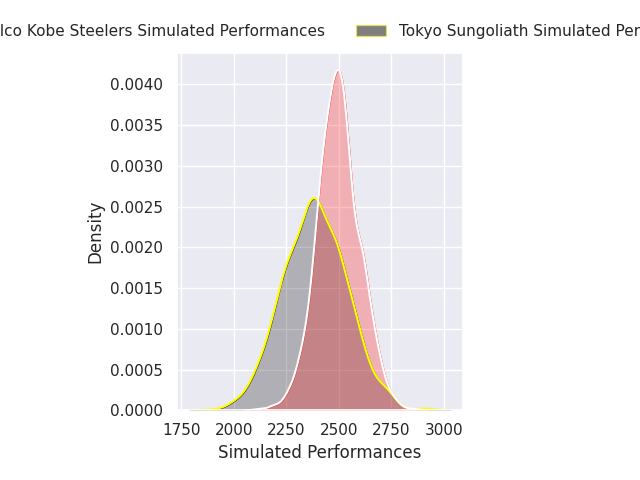 lco Kobe Steelers Simulated Performances Tokyo Sungoliath Simulated Per
0.0040
0.0035
0.0030
0.0025
0.0020
0.0015
0.0010
0.0005
0.0000
Density
1750 2000 2250 2500 2750 3000
Simulated Performances